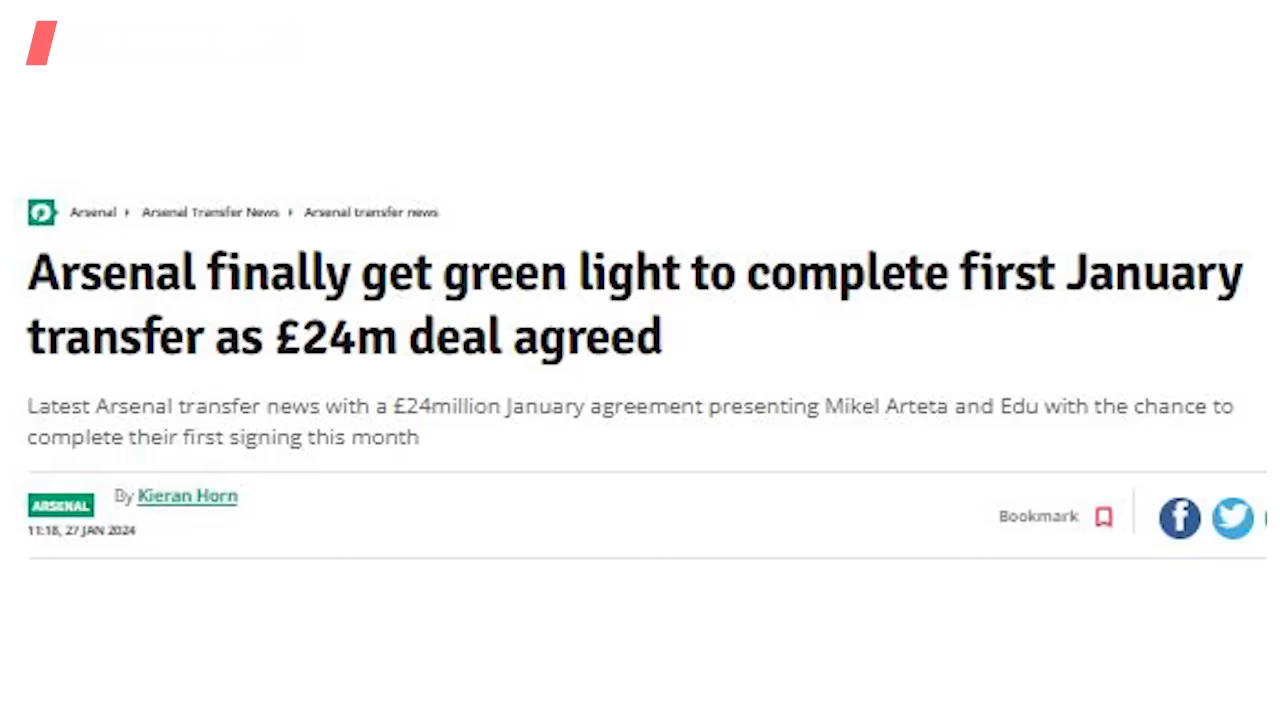 Arsenal Arsenal Transfer News Arsenal transfer news
Arsenal finally get green light to complete first January
transfer as £24m deal agreed
Latest Arsenal transfer news with a £24million January agreement presenting Mikel Arteta and Edu with the chance to
complete their first signing this month
ARSENAL By Kieran Horn
11:18, 27 JAN 2024
Bookmark